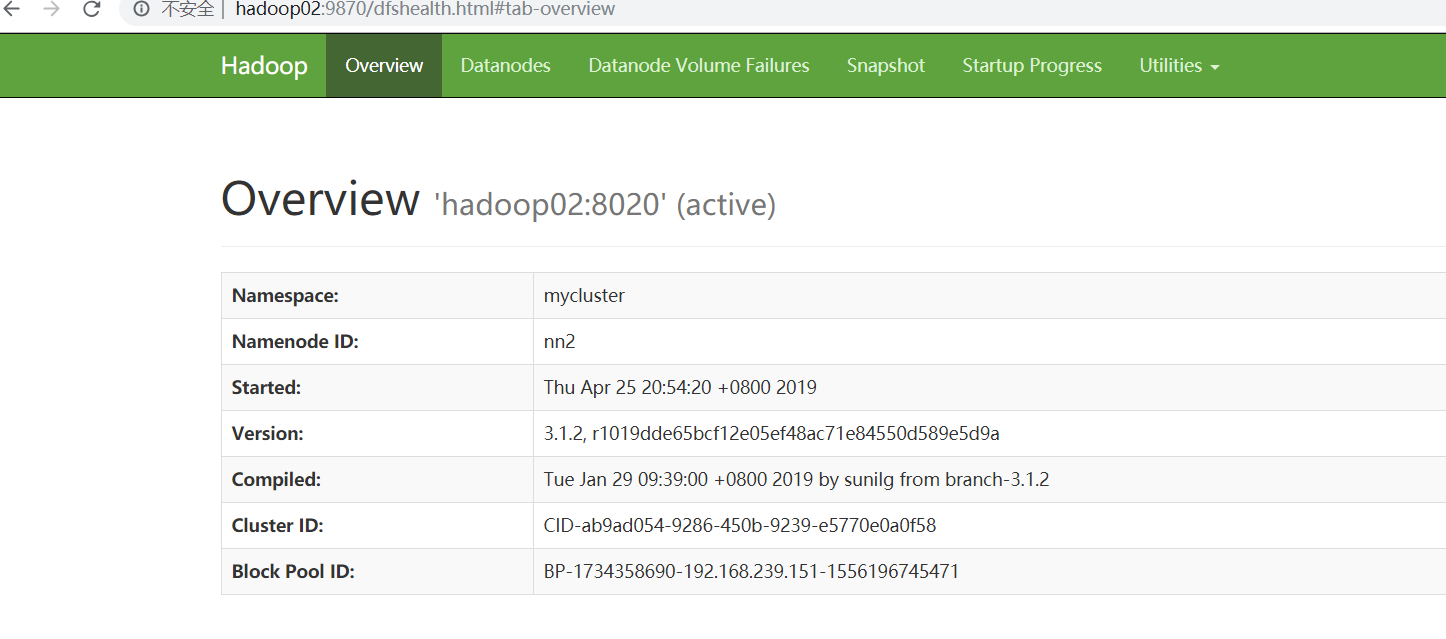 不安全 | hadoop02:9870/dfshealth.html#tab-overview
Hadoop Overview Datanodes Datanode Volume Failures Snapshot Startup Progress Utilities
Overview 'hadoop02:8020' (active)
Namespace: mycluster
Namenode ID: nn2
Started: Thu Apr 25 20:54:20 +0800 2019
Version: 3.1.2, r1019dde65bcf12e05ef48ac71e84550d589e5d9a
Compiled: Tue Jan 29 09:39:00 +0800 2019 by sunilg from branch-3.1.2
Cluster ID: CID-ab9ad054-9286-450b-9239-e5770e0a0f58
Block Pool ID: BP-1734358690-192.168.239.151-1556196745471